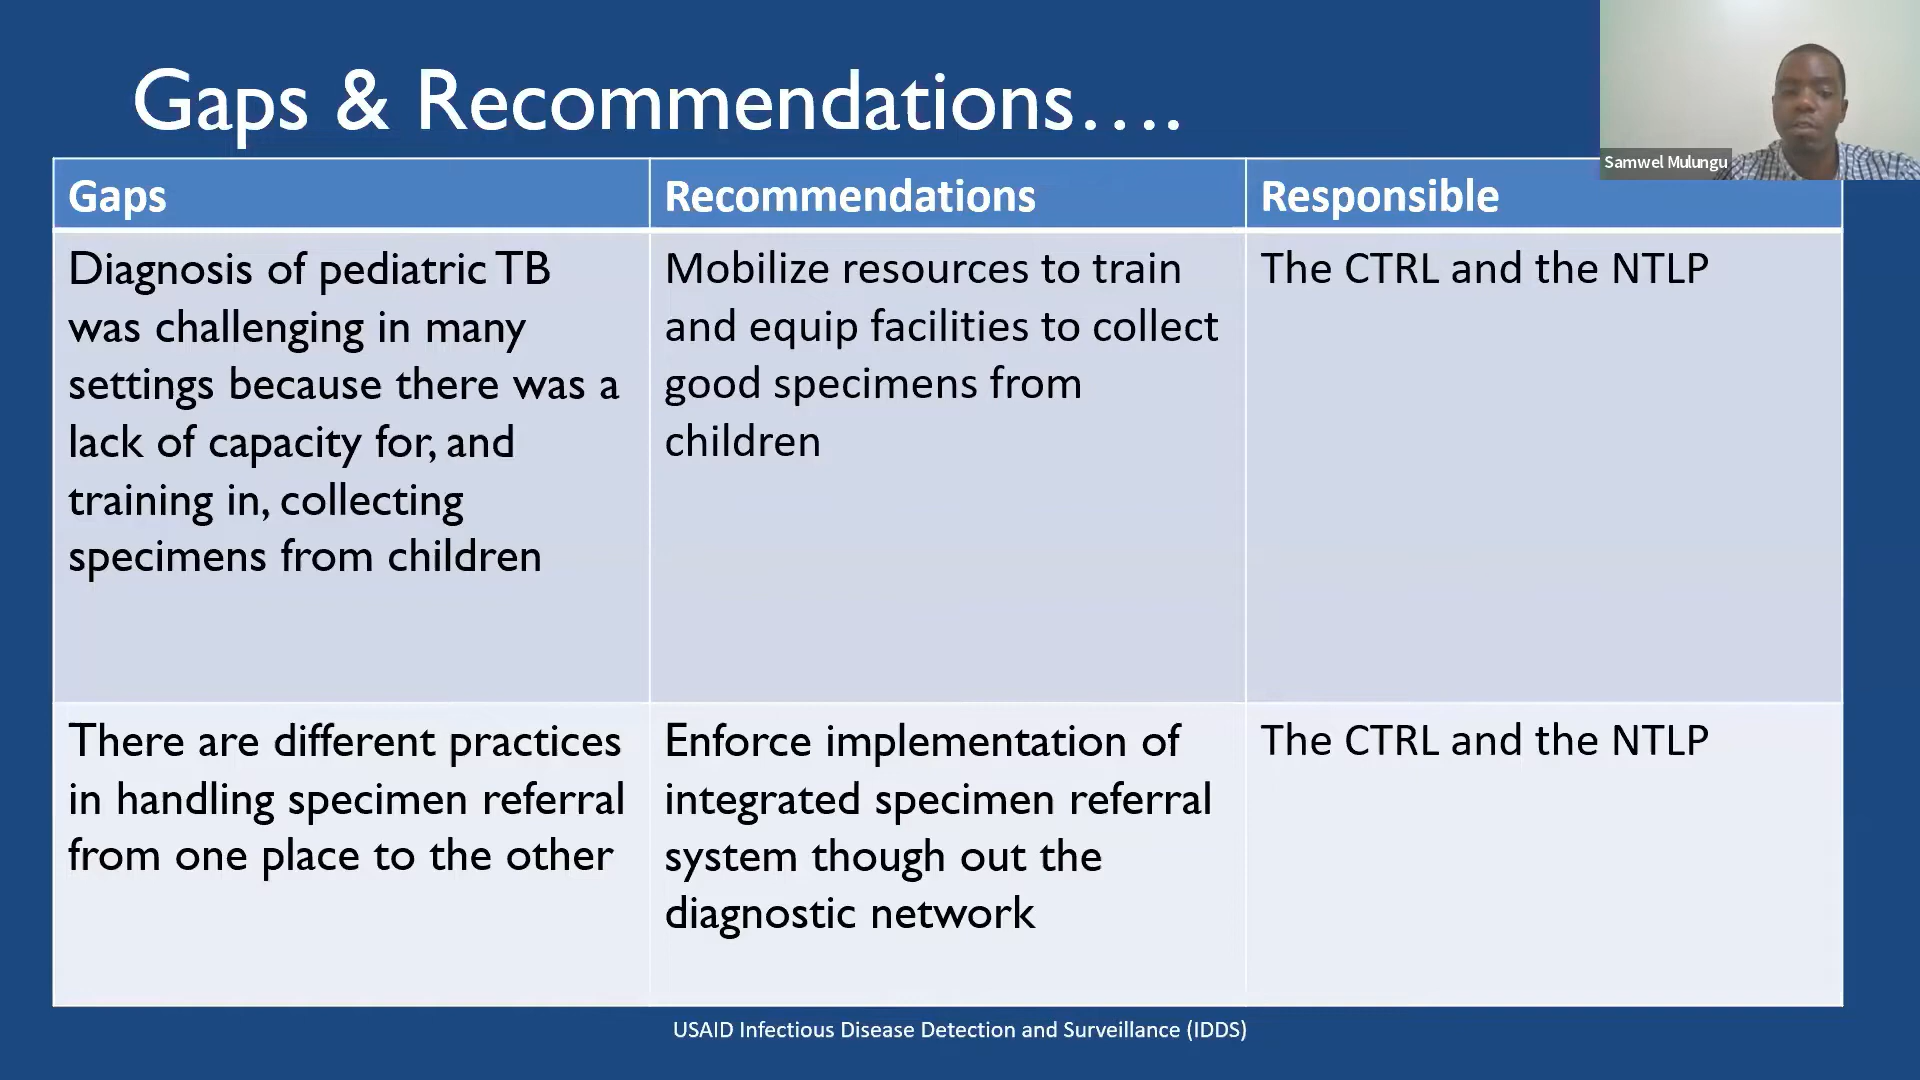 Gaps & Recommendations….
Samwel Mulungu
Gaps
Recommendations
Responsible
Diagnosis of pediatric TB
was challenging in many
settings because there was a
lack of capacity for, and
training in, collecting
specimens from children
Mobilize resources to train
and equip facilities to collect
good specimens from
children
The CTRL and the NTLP
There are different practices
in handling specimen referral
from one place to the other
Enforce implementation of
integrated specimen referral
system though out the
diagnostic network
The CTRL and the NTLP
USAID Infectious Disease Detection and Surveillance (IDDS)